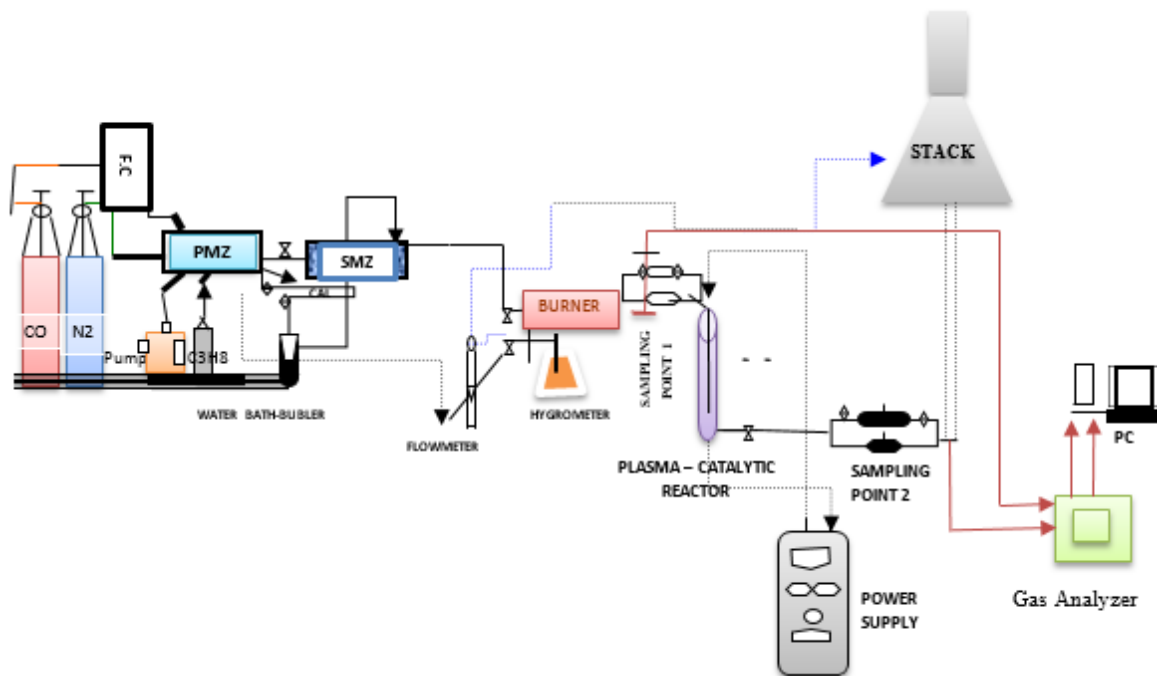 STACK
F.C
PMZ
SMZ
CAL
BURNER
CO
N2
Pump
C3H8
SAMPLING
POINT 1
WATER BATH-BUBLER
HYGROMETER
FLOWMETER
PC
PLASMA – CATALYTIC
REACTOR
SAMPLING
POINT 2
POWER
SUPPLY
Gas Analyzer